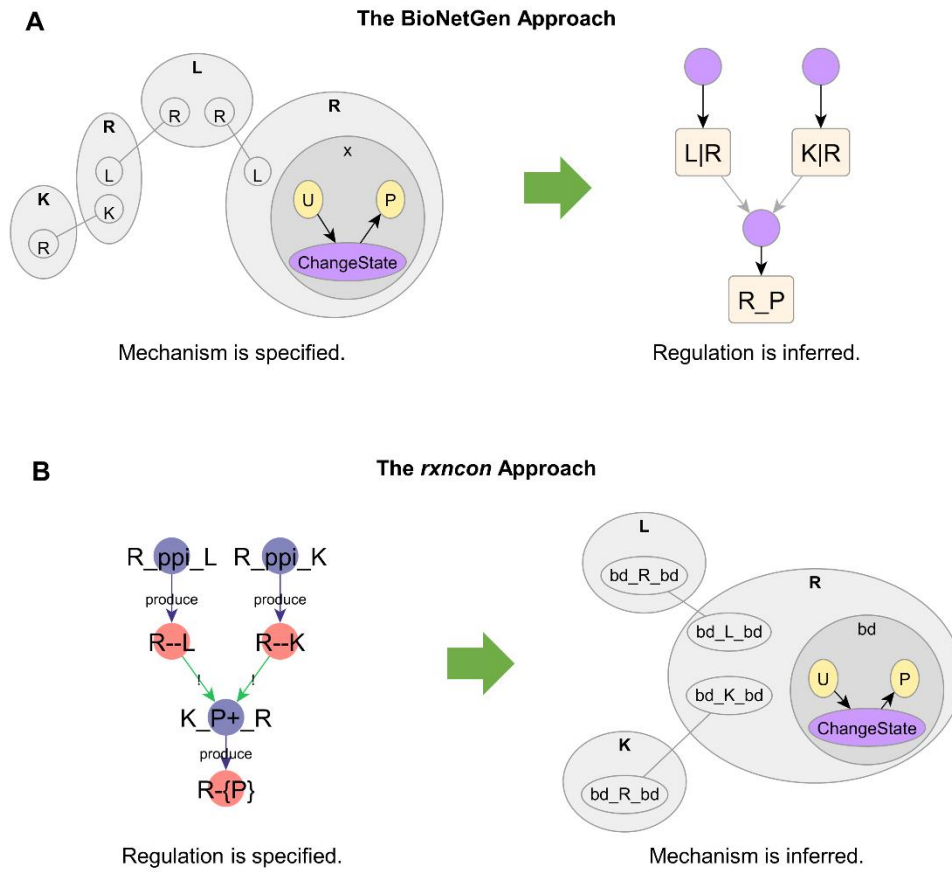 A
The BioNetGen Approach
L
R R
R
L
K
K
R
R
L
x
U P
ChangeState
L|R K|R
R_P
Mechanism is specified.
Regulation is inferred.
B
The rxncon Approach
R_ppi_L R_ppi_K
produce produce
R--L R--K
! !
K_P+_R
produce
R-{P}
L
bd_R_bd
R
bd_L_bd
bd_K_bd
bd
U P
ChangeState
K
bd_R_bd
Regulation is specified.
Mechanism is inferred.